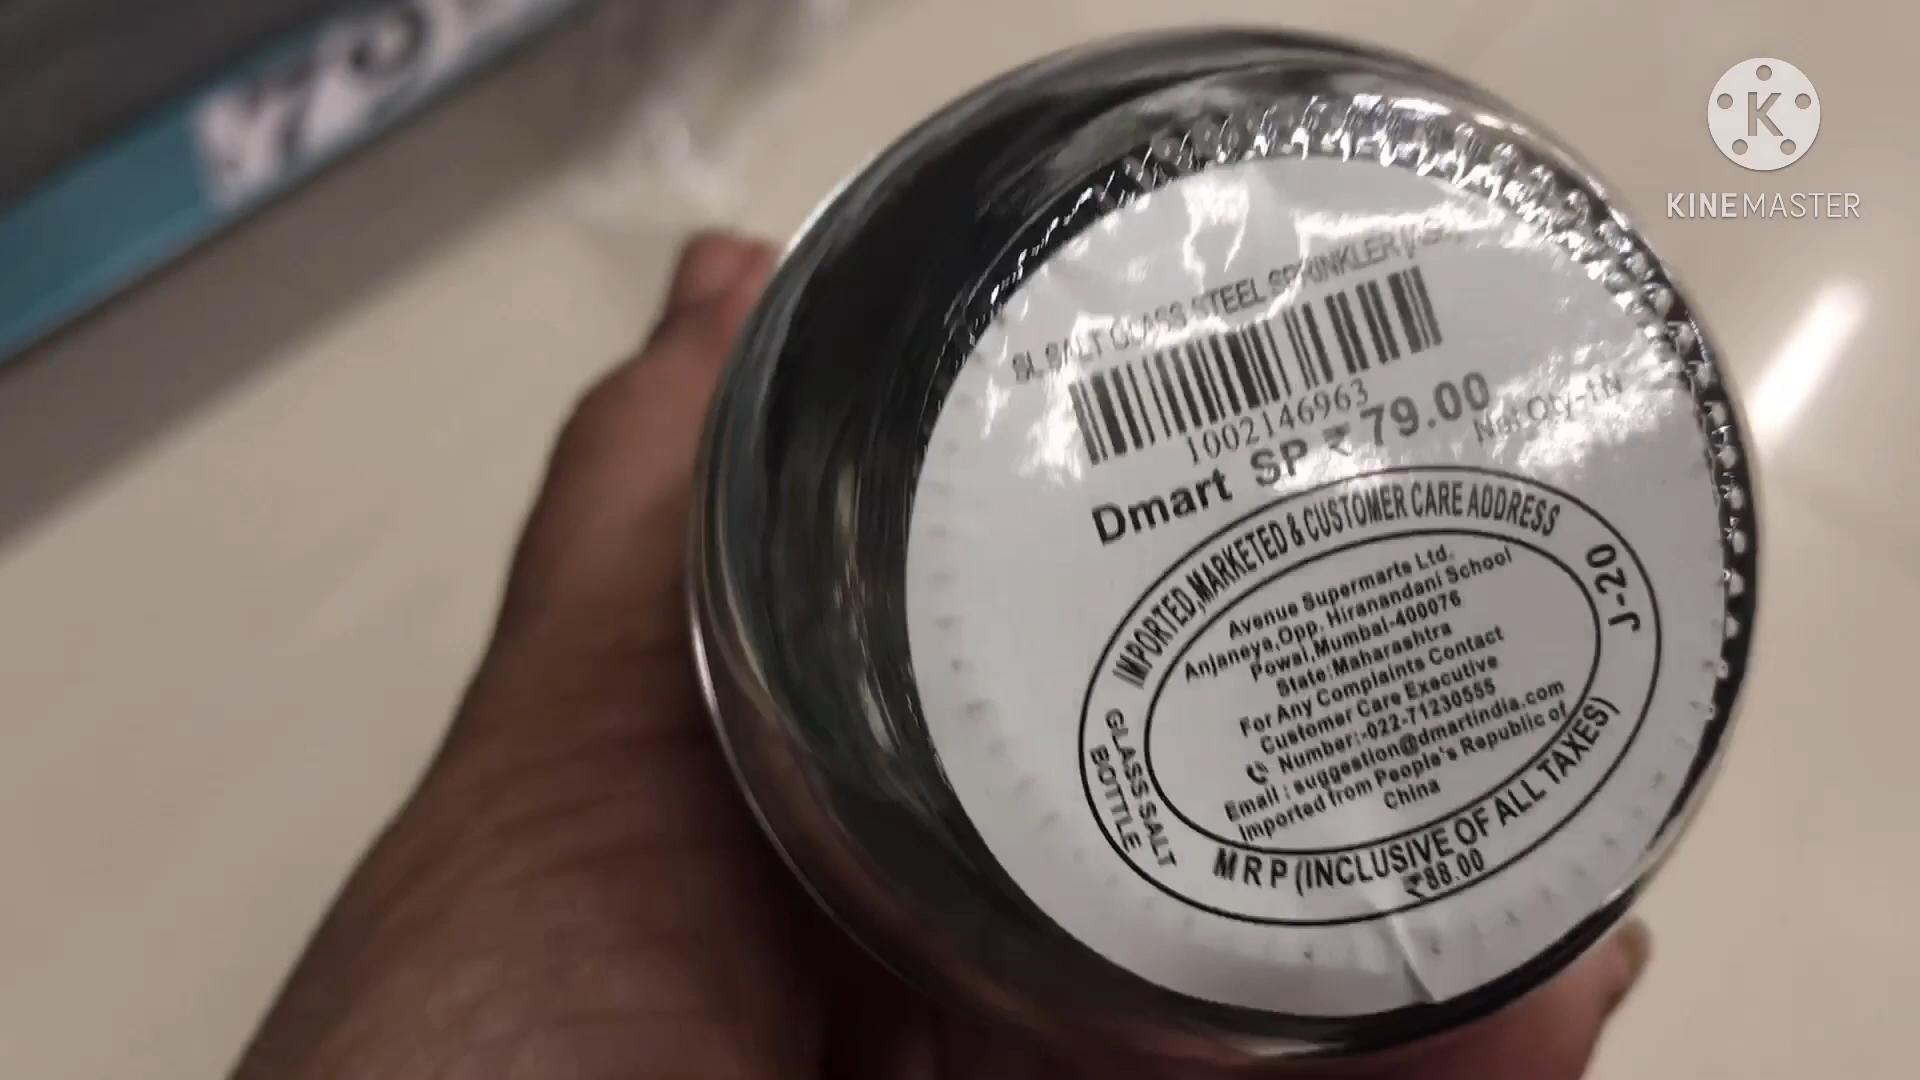 SL SALT GLASS STEEL SPRINKLER
1002146963
Dmart SP ₹ 79.00
Net Qty-1N
IMPORTED,MARKETED & CUSTOMER CARE ADDRESS
J-20
Avenue Supermarts Ltd.
Anjaneya,Opp. Hiranandani School
Powai,Mumbai-400076
State:Maharashtra
For Any Complaints Contact
Customer Care Executive
Number:-022-71230555
Email : suggestion@dmartindia.com
Imported from People's Republic of
China
GLASS SALT
BOTTLE
M R P (INCLUSIVE OF ALL TAXES)
₹88.00
K
KINEMASTER